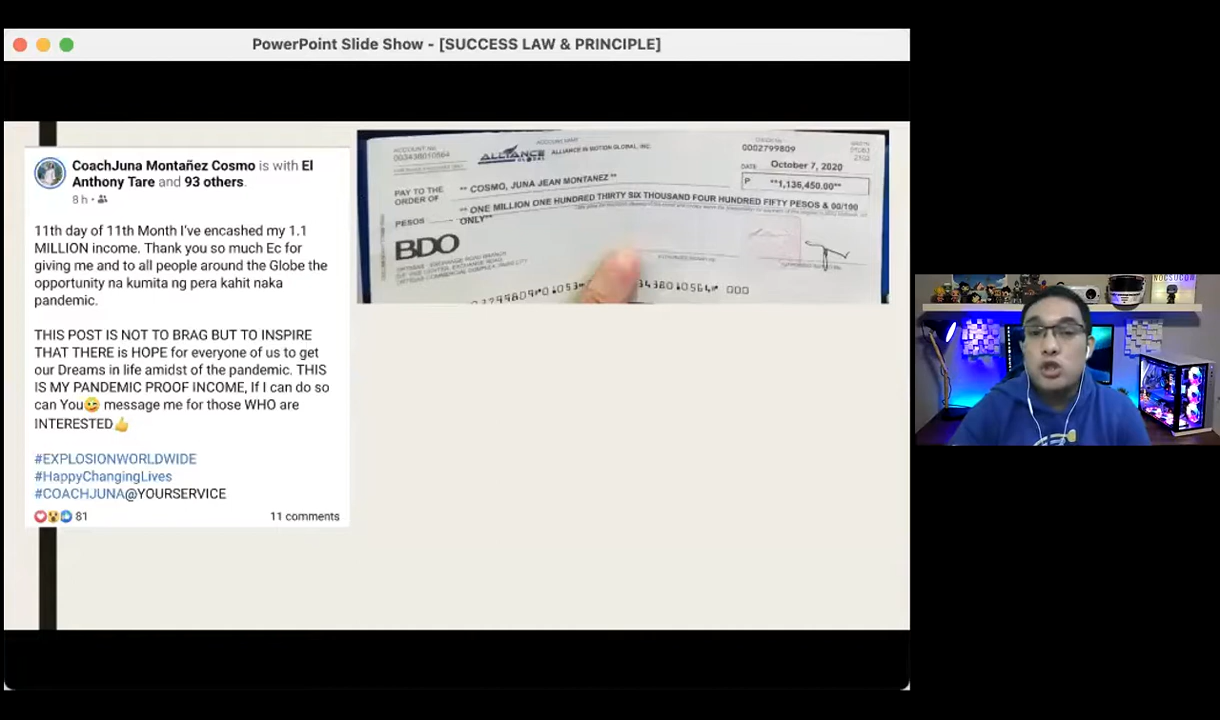 PowerPoint Slide Show - [SUCCESS LAW & PRINCIPLE]
CoachJuna Montañez Cosmo is with El
Anthony Tare and 93 others.
8 h
11th day of 11th Month I've encashed my 1.1
MILLION income. Thank you so much Ec for
giving me and to all people around the Globe the
opportunity na kumita ng pera kahit naka
pandemic.
THIS POST IS NOT TO BRAG BUT TO INSPIRE
THAT THERE is HOPE for everyone of us to get
our Dreams in life amidst of the pandemic. THIS
IS MY PANDEMIC PROOF INCOME, If I can do so
can You🤪 message me for those WHO are
INTERESTED👍
#EXPLOSIONWORLDWIDE
#HappyChangingLives
#COACHJUNA@YOURSERVICE
81
11 comments
ACCOUNT NO.
003438010564
ALLIANCE
GLOBAL
ACCOUNT NAME
ALLIANCE IN MOTION GLOBAL, INC.
0002799809
DATE October 7, 2020
PAY TO THE
ORDER OF
** COSMO, JUNA JEAN MONTANEZ **
P **1,136,450.00**
PESOS
** ONE MILLION ONE HUNDRED THIRTY SIX THOUSAND FOUR HUNDRED FIFTY PESOS & 00/100
ONLY**
BDO